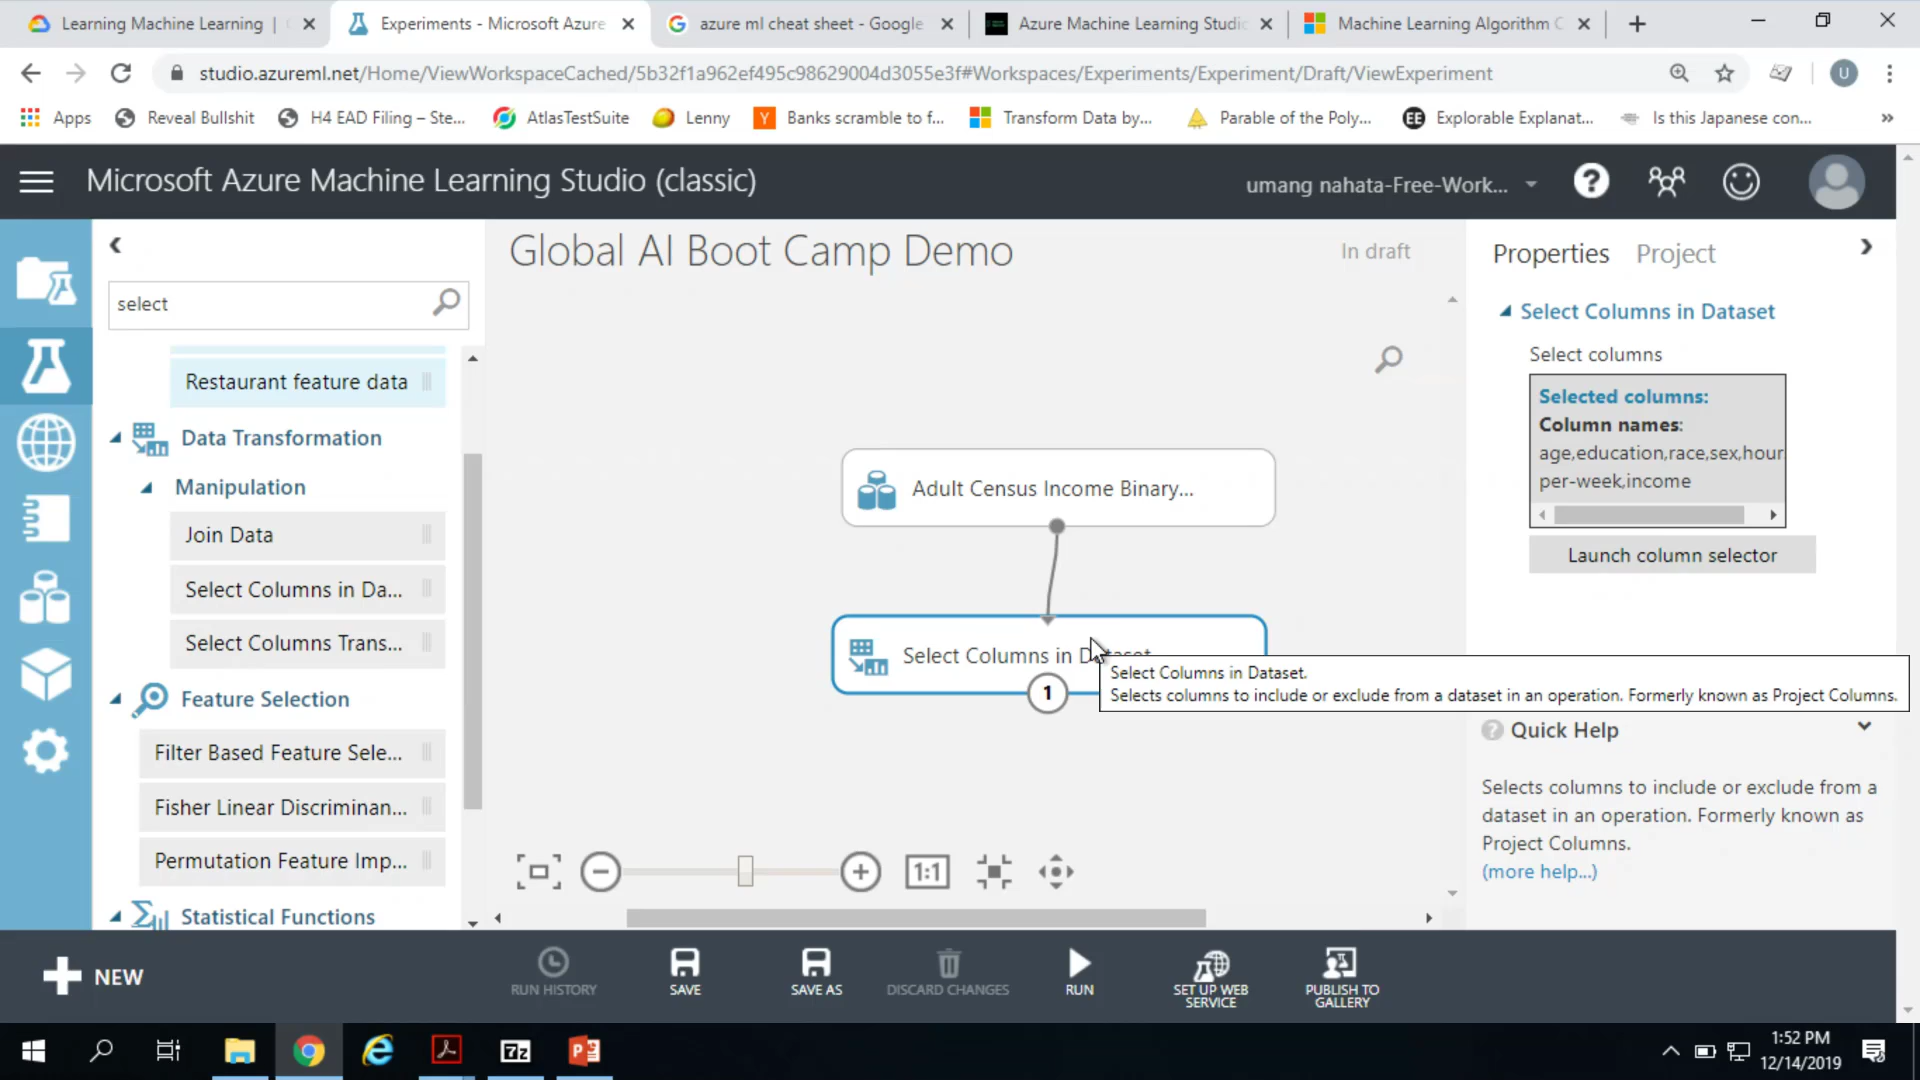 Learning Machine Learning |
Experiments - Microsoft Azure
azure ml cheat sheet - Google
Azure Machine Learning Studio
Machine Learning Algorithm C
studio.azureml.net/Home/ViewWorkspaceCached/5b32f1a962ef495c98629004d3055e3f#Workspaces/Experiments/Experiment/Draft/ViewExperiment
U
Apps
Reveal Bullshit
H4 EAD Filing – Ste...
AtlasTestSuite
Lenny
Y
Banks scramble to f...
Transform Data by...
Parable of the Poly...
EE
Explorable Explanat...
Is this Japanese con...
»
Microsoft Azure Machine Learning Studio (classic)
umang nahata-Free-Work...
?
select
Restaurant feature data
Data Transformation
Manipulation
Join Data
Select Columns in Da...
Select Columns Trans...
Feature Selection
Filter Based Feature Sele...
Fisher Linear Discriminan...
Permutation Feature Imp...
Statistical Functions
Global AI Boot Camp Demo
In draft
Adult Census Income Binary...
Select Columns in Dataset
1
Select Columns in Dataset.
Selects columns to include or exclude from a dataset in an operation. Formerly known as Project Columns.
1:1
Properties
Project
Select Columns in Dataset
Select columns
Selected columns:
Column names:
age,education,race,sex,hour
per-week,income
Launch column selector
? Quick Help
Selects columns to include or exclude from a
dataset in an operation. Formerly known as
Project Columns.
(more help...)
NEW
RUN HISTORY
SAVE
SAVE AS
DISCARD CHANGES
RUN
SET UP WEB
SERVICE
PUBLISH TO
GALLERY
7z
P
1:52 PM
12/14/2019